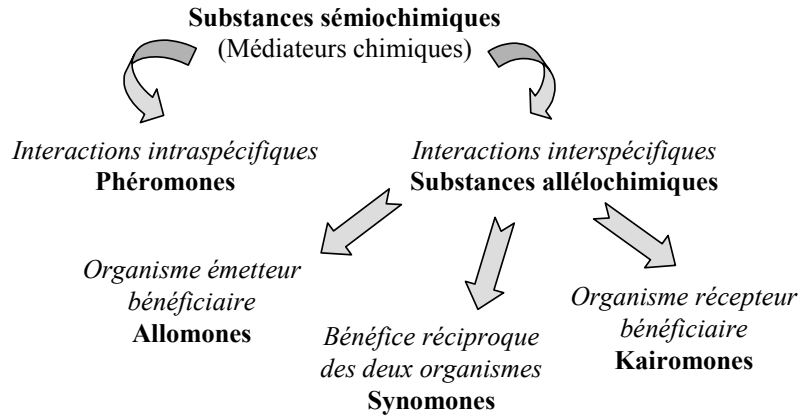 Substances sémiochimiques
(Médiateurs chimiques)
Interactions intraspécifiques
Phéromones
Interactions interspécifiques
Substances allélochimiques
Organisme émetteur
bénéficiaire
Allomones
Bénéfice réciproque
des deux organismes
Synomones
Organisme récepteur
bénéficiaire
Kairomones